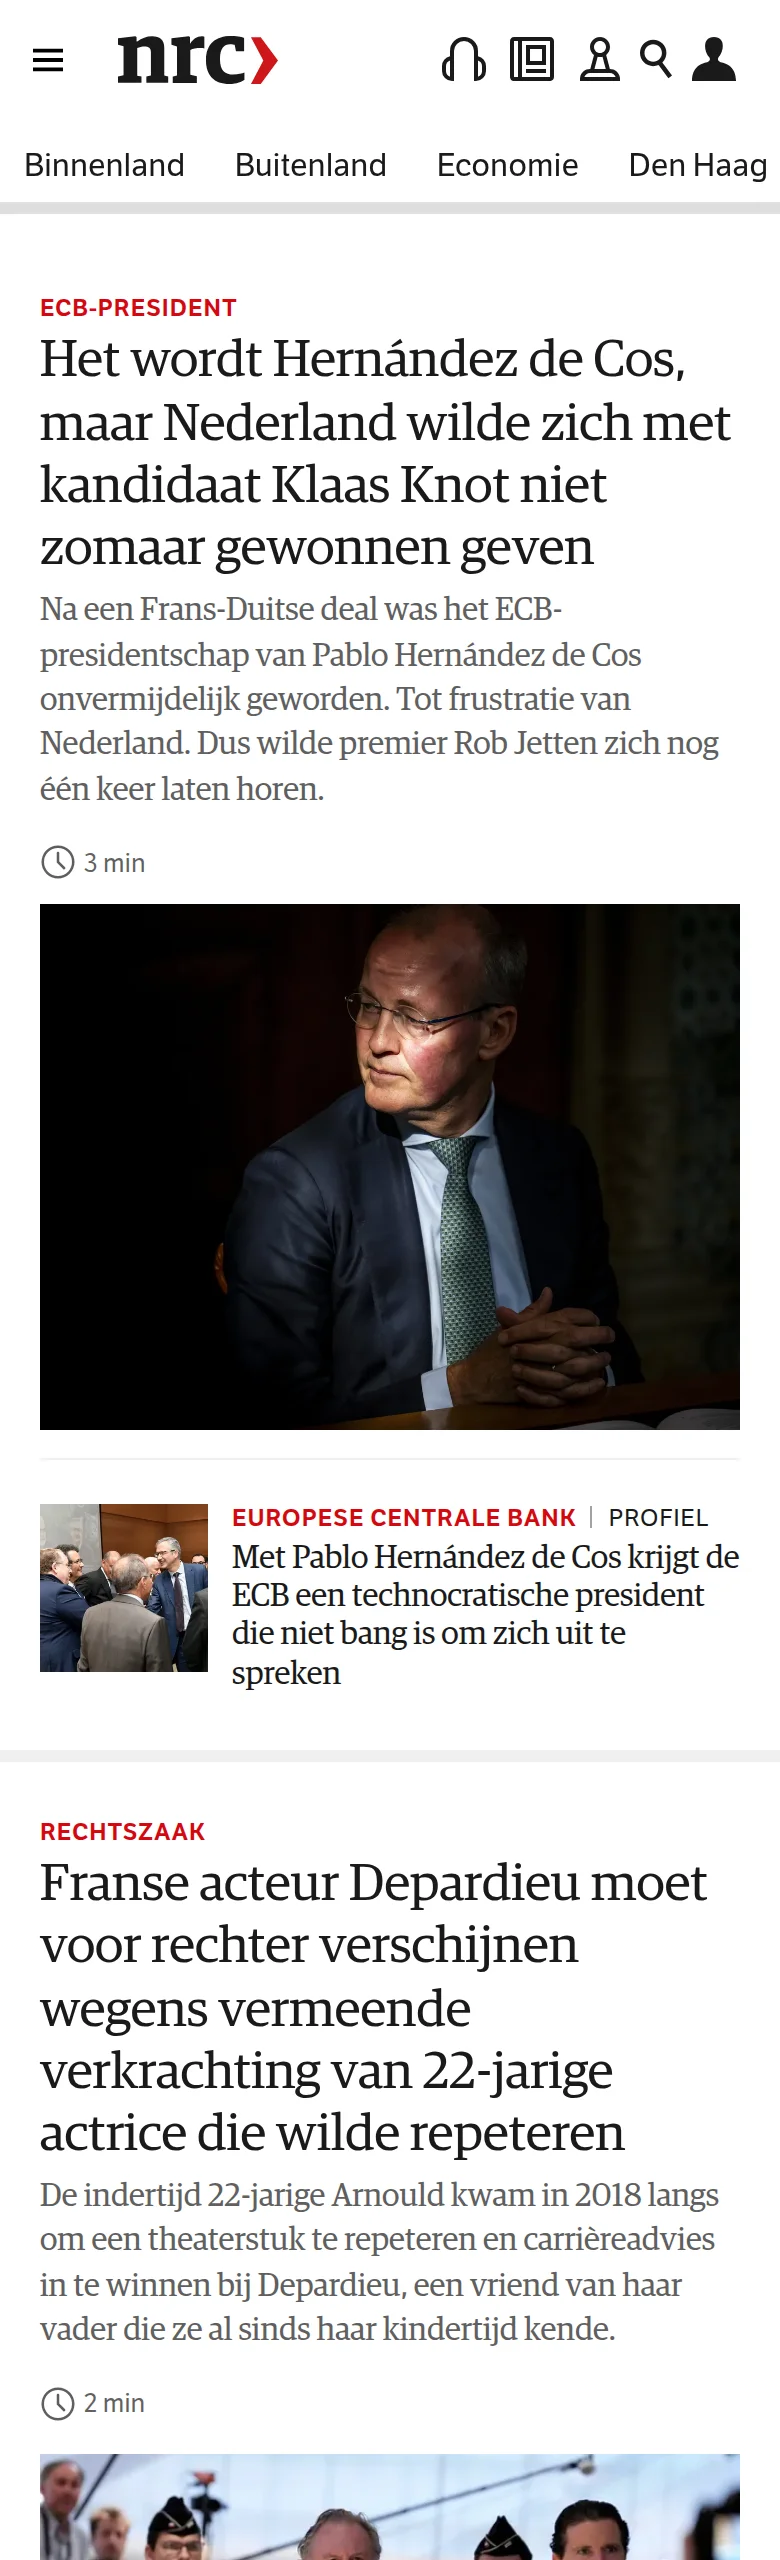 nrc
Binnenland Buitenland Economie Den Haag
ECB-PRESIDENT
Het wordt Hernández de Cos,
maar Nederland wilde zich met
kandidaat Klaas Knot niet
zomaar gewonnen geven
Na een Frans-Duitse deal was het ECB-
presidentschap van Pablo Hernández de Cos
onvermijdelijk geworden. Tot frustratie van
Nederland. Dus wilde premier Rob Jetten zich nog
één keer laten horen.
3 min
EUROPESE CENTRALE BANK | PROFIEL
Met Pablo Hernández de Cos krijgt de
ECB een technocratische president
die niet bang is om zich uit te
spreken
RECHTSZAAK
Franse acteur Depardieu moet
voor rechter verschijnen
wegens vermeende
verkrachting van 22-jarige
actrice die wilde repeteren
De indertijd 22-jarige Arnould kwam in 2018 langs
om een theaterstuk te repeteren en carrièreadvies
in te winnen bij Depardieu, een vriend van haar
vader die ze al sinds haar kindertijd kende.
2 min